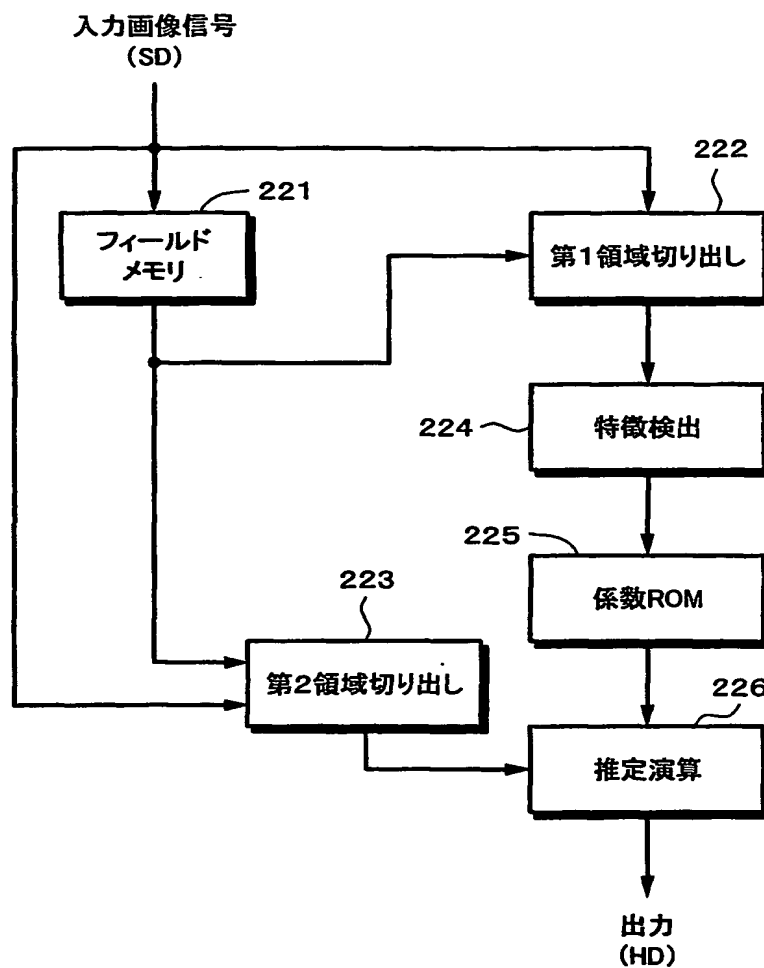 入力画像信号
(SD)
221
222
フィールド
メモリ
第1領域切り出し
224
特徴検出
225
係数ROM
223
第2領域切り出し
226
推定演算
出力
(HD)